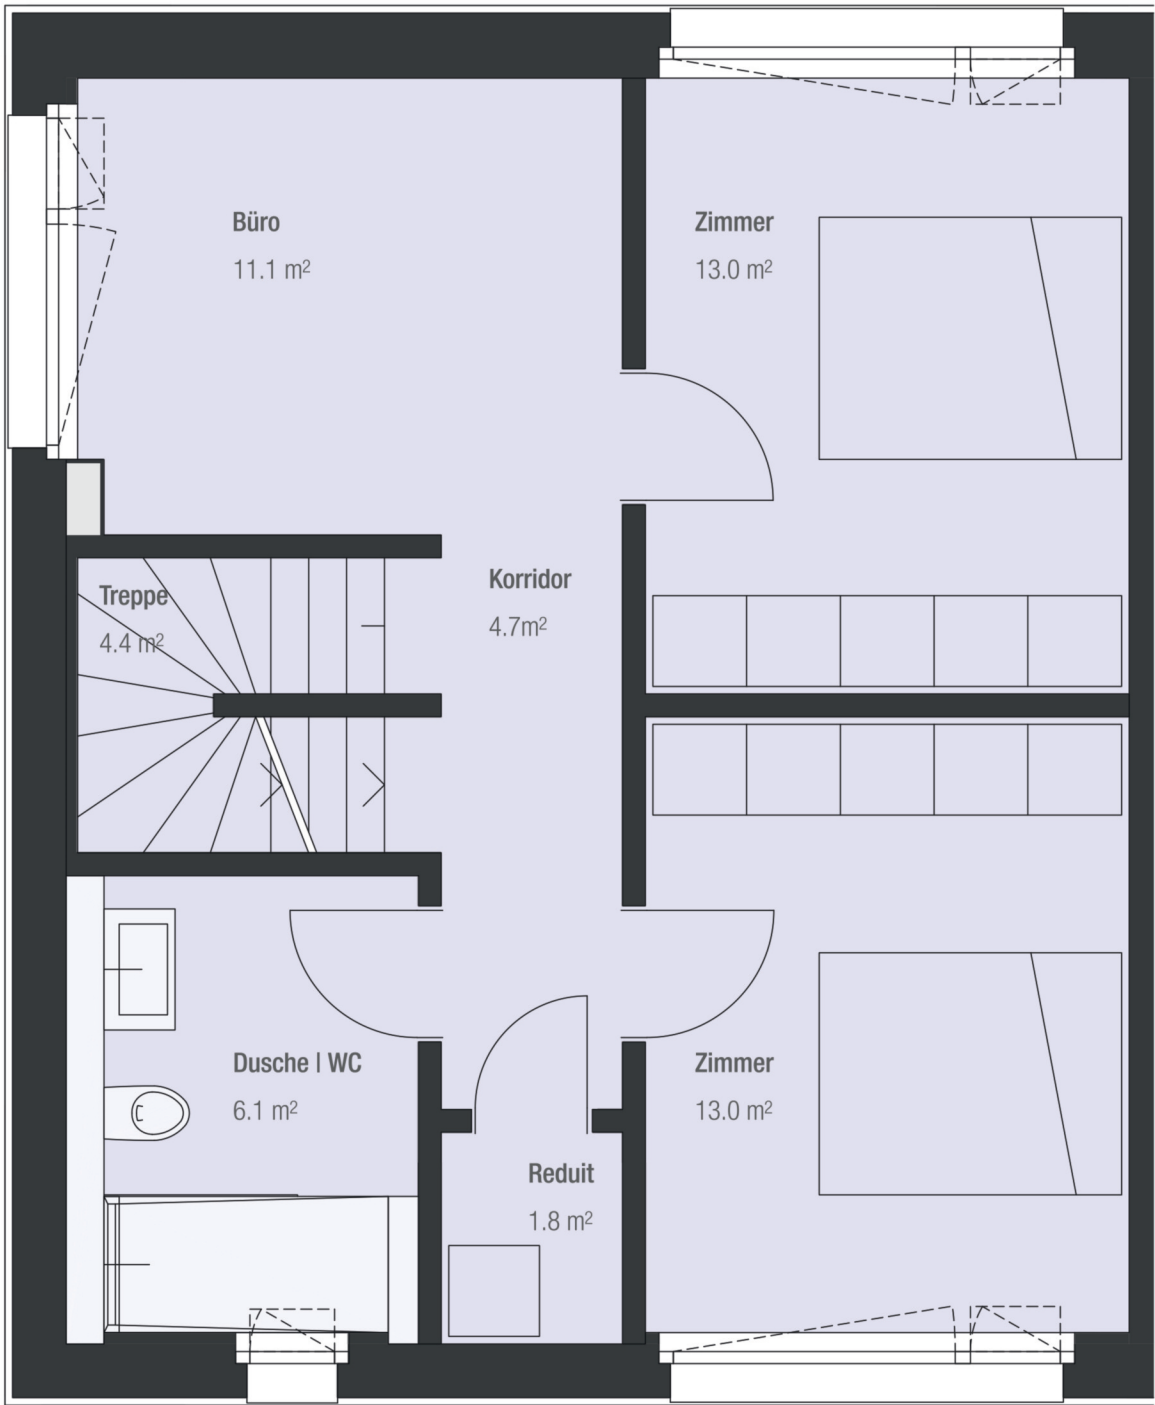 Büro
11.1 m²
Zimmer
13.0 m²
Treppe
4.4 m²
Korridor
4.7m²
Dusche | WC
6.1 m²
Zimmer
13.0 m²
Reduit
1.8 m²